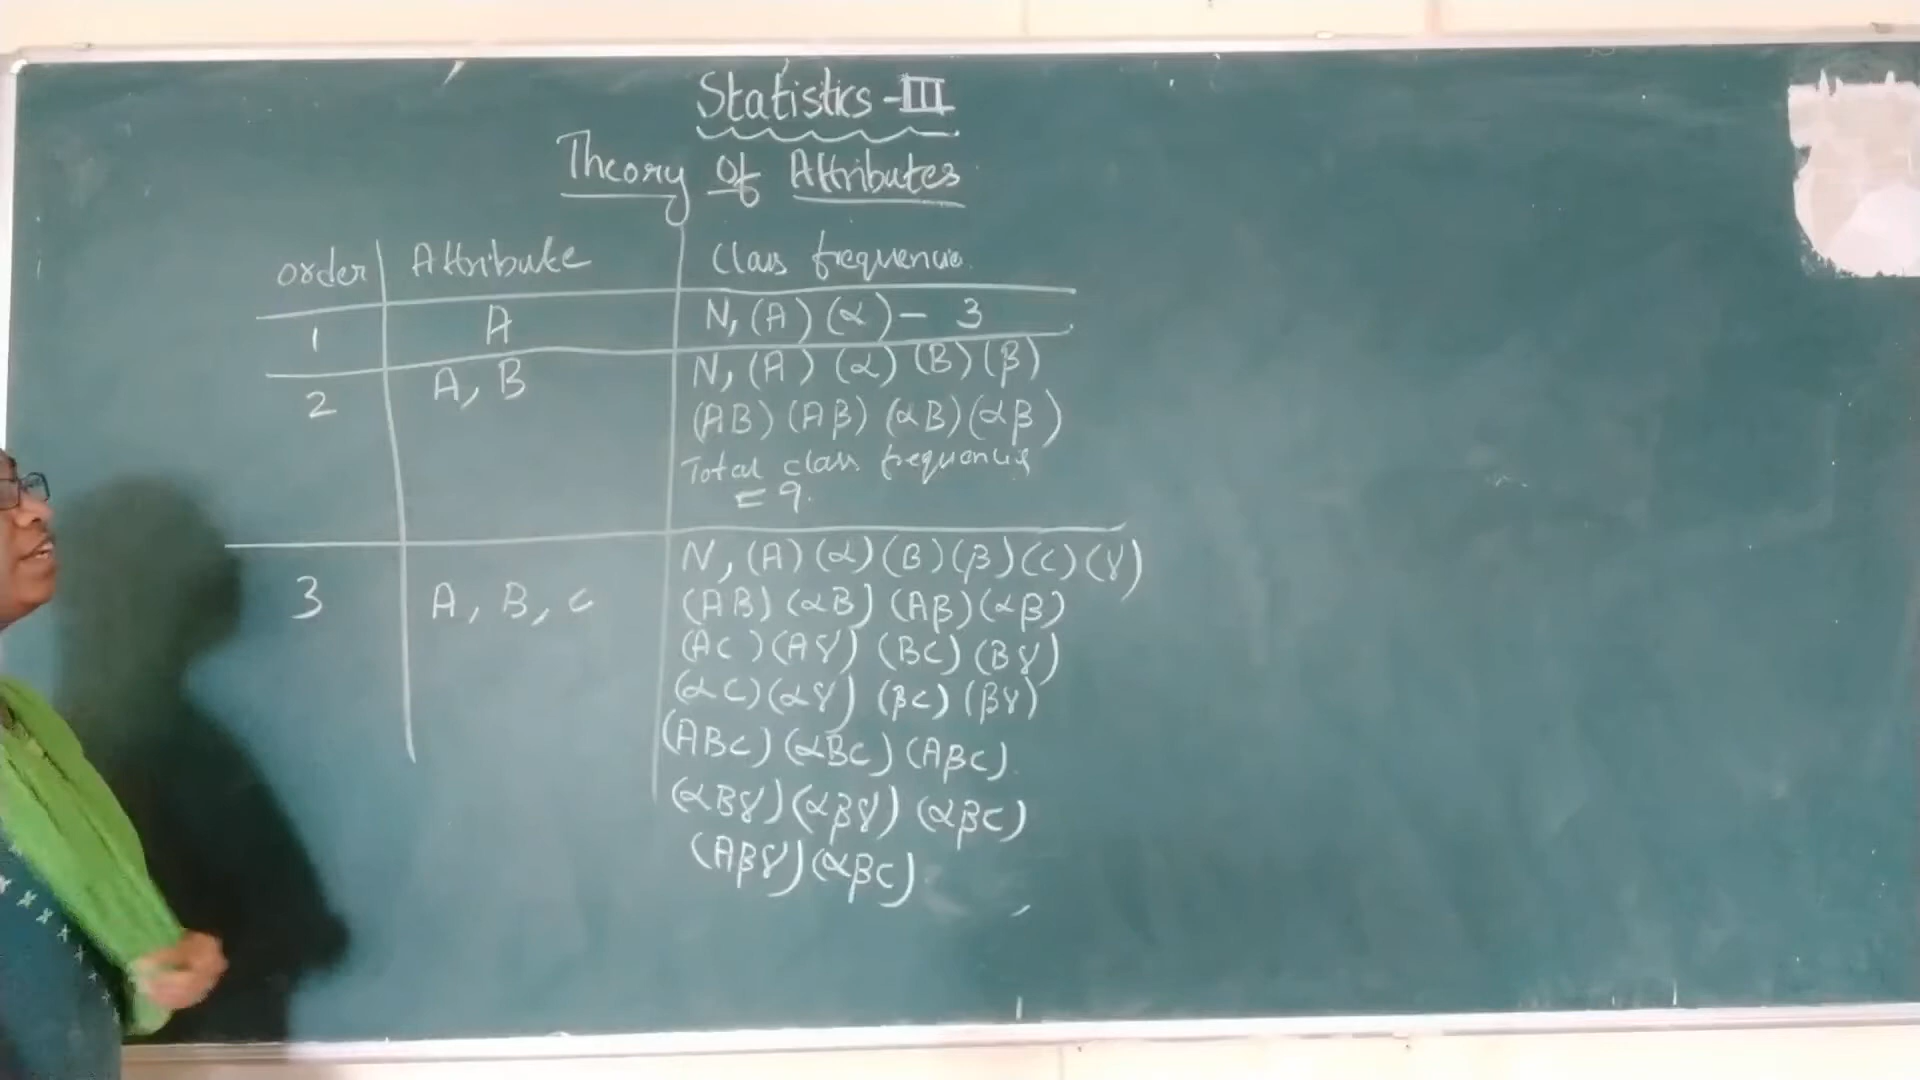 Statistics - III
Theory of Attributes
order Attribute Class frequencies
1 A N, (A) (α) - 3
2 A, B N, (A) (α) (B) (β)
(AB) (Aβ) (αB) (αβ)
Total class frequencies
= 9.
3 A, B, C N, (A) (α) (B) (β) (C) (γ)
(AB) (αB) (Aβ) (αβ)
(AC) (Aγ) (BC) (Bγ)
(αC) (αγ) (βC) (βγ)
(ABC) (αBC) (AβC)
(αBγ) (αβγ) (αβC)
(Aβγ) (αβC)